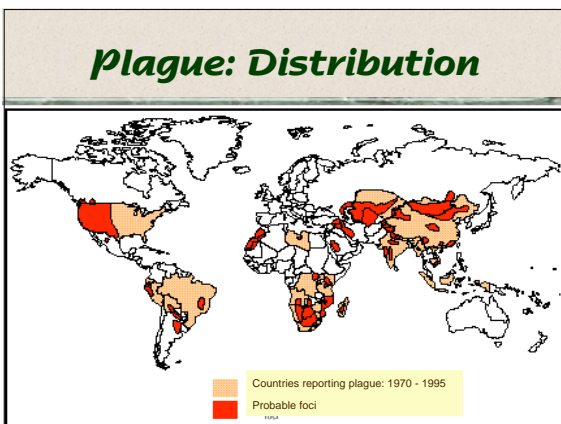 Plague: Distribution
Countries reporting plague: 1970 - 1995
Probable foci